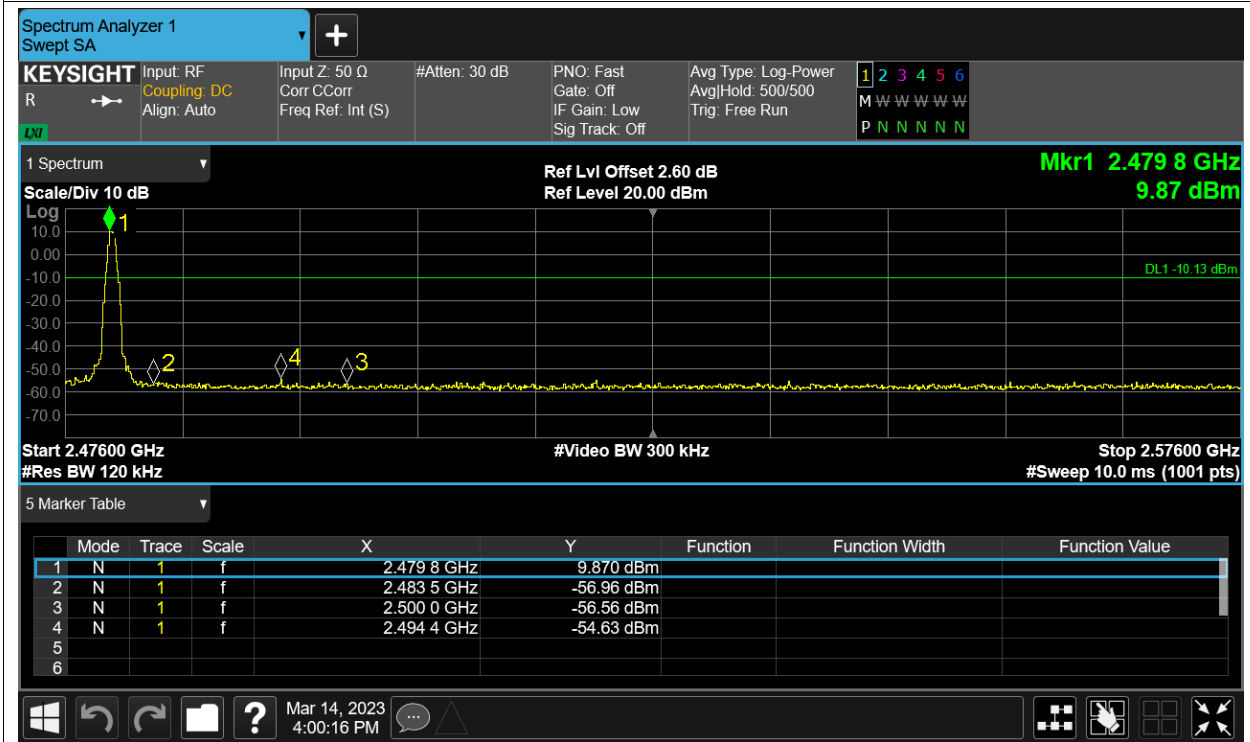 Spectrum Analyzer 1
Swept SA
+
KEYSIGHT Input: RF Input Z: 50 Ω #Atten: 30 dB PNO: Fast Avg Type: Log-Power 1 2 3 4 5 6
R Coupling: DC Corr CCorr Gate: Off Avg|Hold: 500/500 M W W W W W
Align: Auto Freq Ref: Int (S) IF Gain: Low Trig: Free Run
LXI Sig Track: Off P N N N N N
1 Spectrum Ref Lvl Offset 2.60 dB Mkr1 2.479 8 GHz
Scale/Div 10 dB Ref Level 20.00 dBm 9.87 dBm
Log
1
10.0
0.00
DL1 -10.13 dBm
-10.0
-20.0
-30.0
-40.0
2 4 3
-50.0
-60.0
-70.0
Start 2.47600 GHz #Video BW 300 kHz Stop 2.57600 GHz
#Res BW 120 kHz #Sweep 10.0 ms (1001 pts)
5 Marker Table
Mode Trace Scale X Y Function Function Width Function Value
1 N 1 f 2.479 8 GHz 9.870 dBm
2 N 1 f 2.483 5 GHz -56.96 dBm
3 N 1 f 2.500 0 GHz -56.56 dBm
4 N 1 f 2.494 4 GHz -54.63 dBm
5
6
? Mar 14, 2023
4:00:16 PM